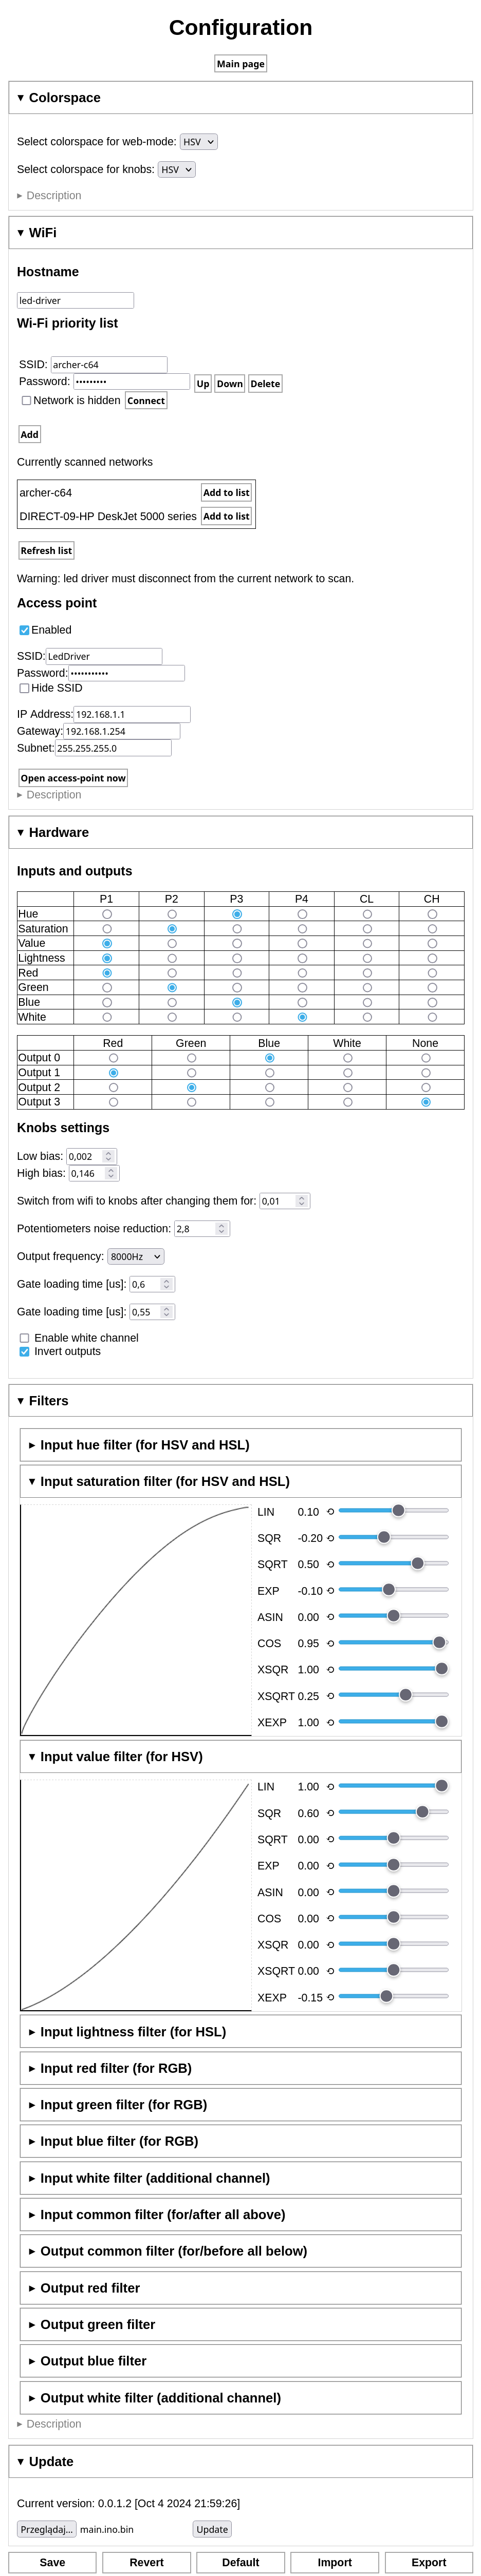 Configuration
Main page
▼ Colorspace
Select colorspace for web-mode: HSV
Select colorspace for knobs: HSV
► Description
▼ WiFi
Hostname
led-driver
Wi-Fi priority list
SSID: archer-c64
Password: •••••••••
Up Down Delete
Network is hidden Connect
Add
Currently scanned networks
archer-c64 Add to list
DIRECT-09-HP DeskJet 5000 series Add to list
Refresh list
Warning: led driver must disconnect from the current network to scan.
Access point
Enabled
SSID: LedDriver
Password: •••••••••••
Hide SSID
IP Address: 192.168.1.1
Gateway: 192.168.1.254
Subnet: 255.255.255.0
Open access-point now
► Description
▼ Hardware
Inputs and outputs
P1 P2 P3 P4 CL CH
Hue
Saturation
Value
Lightness
Red
Green
Blue
White
Red Green Blue White None
Output 0
Output 1
Output 2
Output 3
Knobs settings
Low bias: 0,002
High bias: 0,146
Switch from wifi to knobs after changing them for: 0,01
Potentiometers noise reduction: 2,8
Output frequency: 8000Hz
Gate loading time [us]: 0,6
Gate loading time [us]: 0,55
Enable white channel
Invert outputs
▼ Filters
► Input hue filter (for HSV and HSL)
▼ Input saturation filter (for HSV and HSL)
LIN 0.10 ⟲
SQR -0.20 ⟲
SQRT 0.50 ⟲
EXP -0.10 ⟲
ASIN 0.00 ⟲
COS 0.95 ⟲
XSQR 1.00 ⟲
XSQRT 0.25 ⟲
XEXP 1.00 ⟲
▼ Input value filter (for HSV)
LIN 1.00 ⟲
SQR 0.60 ⟲
SQRT 0.00 ⟲
EXP 0.00 ⟲
ASIN 0.00 ⟲
COS 0.00 ⟲
XSQR 0.00 ⟲
XSQRT 0.00 ⟲
XEXP -0.15 ⟲
► Input lightness filter (for HSL)
► Input red filter (for RGB)
► Input green filter (for RGB)
► Input blue filter (for RGB)
► Input white filter (additional channel)
► Input common filter (for/after all above)
► Output common filter (for/before all below)
► Output red filter
► Output green filter
► Output blue filter
► Output white filter (additional channel)
► Description
▼ Update
Current version: 0.0.1.2 [Oct 4 2024 21:59:26]
Przeglądaj... main.ino.bin Update
Save Revert Default Import Export